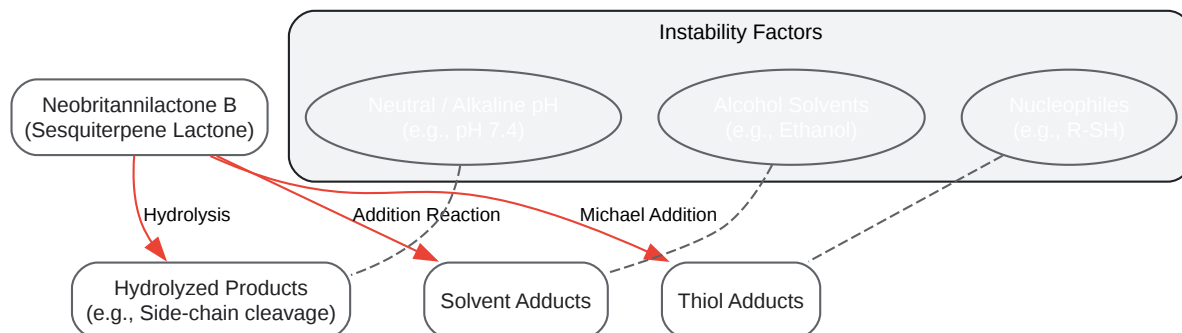 Instability Factors
Neobritannilactone B
(Sesquiterpene Lactone)
Neutral / Alkaline pH
(e.g., pH 7.4)
Alcohol Solvents
(e.g., Ethanol)
Nucleophiles
(e.g., R-SH)
Hydrolysis
Addition Reaction
Michael Addition
Hydrolyzed Products
(e.g., Side-chain cleavage)
Solvent Adducts
Thiol Adducts